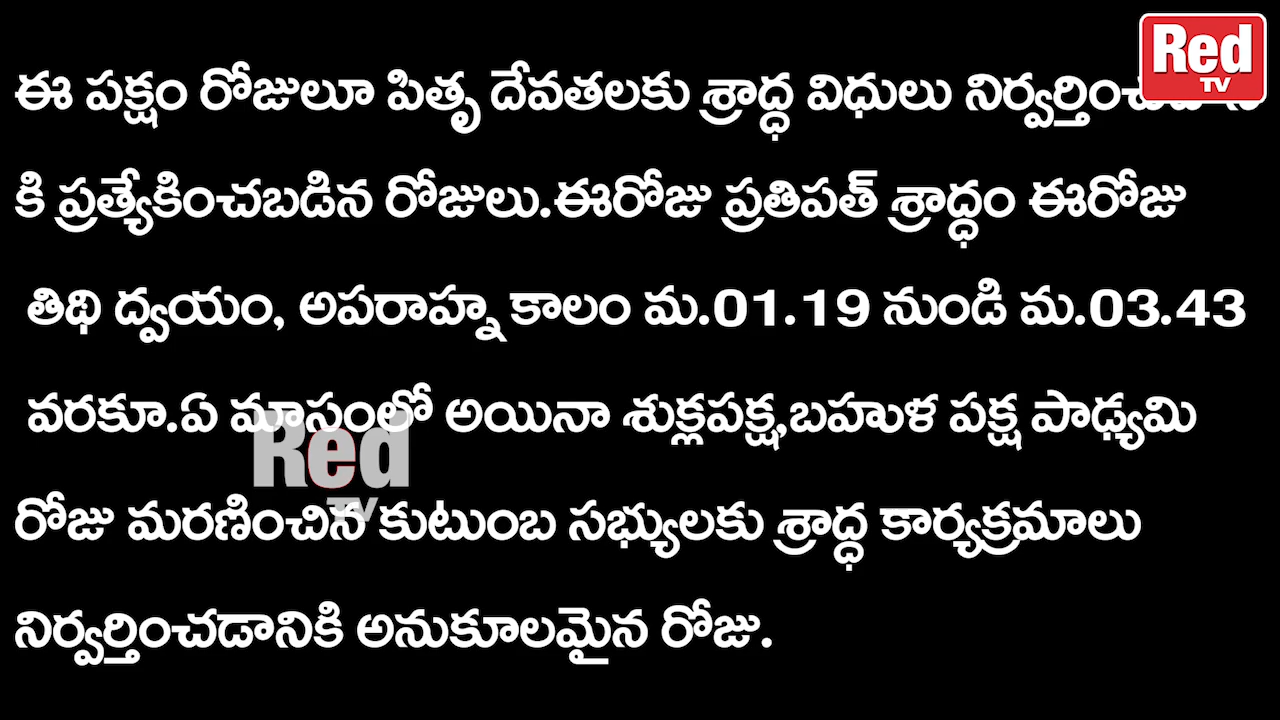 Red
TV
ఈ పక్షం రోజులూ పితృ దేవతలకు శ్రాద్ధ విధులు
కి ప్రత్యేకించబడిన రోజులు.ఈరోజు ప్రతిపత్ శ్రాద్ధం ఈరోజు
తిథి ద్వయం, అపరాహ్న కాలం మ.01.19 నుండి మ.03.43
వరకూ.ఏ మాసంలో అయినా శుక్లపక్ష,బహుళ పక్ష పాఢ్యమి
Red
TV
రోజు మరణించిన కుటుంబ సభ్యులకు శ్రాద్ధ కార్యక్రమాలు
నిర్వర్తించడానికి అనుకూలమైన రోజు.